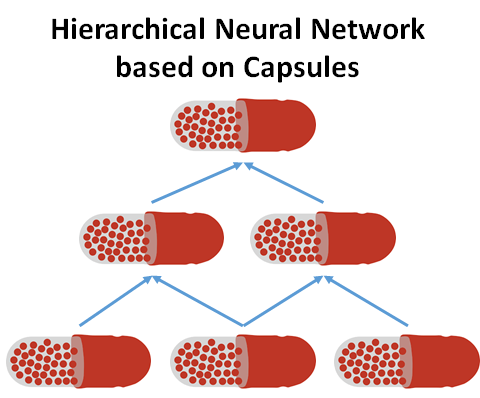 Hierarchical Neural Network
based on Capsules